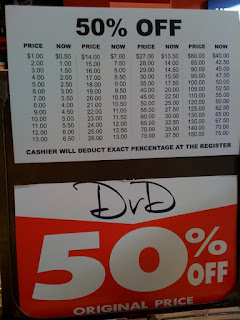 50% OFF
PRICE NOW PRICE NOW PRICE NOW PRICE NOW
$1.00 $0.50 $14.00 $7.00 $27.00 $13.50 $80.00 $40.00
2.00 1.00 15.00 7.50 28.00 14.00 85.00 42.50
3.00 1.50 16.00 8.00 29.00 14.50 90.00 45.00
4.00 2.00 17.00 8.50 30.00 15.00 95.00 47.50
5.00 2.50 18.00 9.00 35.00 17.50 100.00 50.00
6.00 3.00 19.00 9.50 40.00 20.00 105.00 52.50
7.00 3.50 20.00 10.00 45.00 22.50 110.00 55.00
8.00 4.00 21.00 10.50 50.00 25.00 120.00 60.00
9.00 4.50 22.00 11.00 55.00 27.50 125.00 62.50
10.00 5.00 23.00 11.50 60.00 30.00 130.00 65.00
11.00 5.50 24.00 12.00 65.00 32.50 135.00
12.00 6.00 25.00 12.50 70.00 35.00 140.00 70.00
13.00 6.50 75.00 37.50 150.00 75.00
CASHIER WILL DEDUCT EXACT PERCENTAGE AT THE REGISTER
DvD
50% OFF
ORIGINAL PRICE